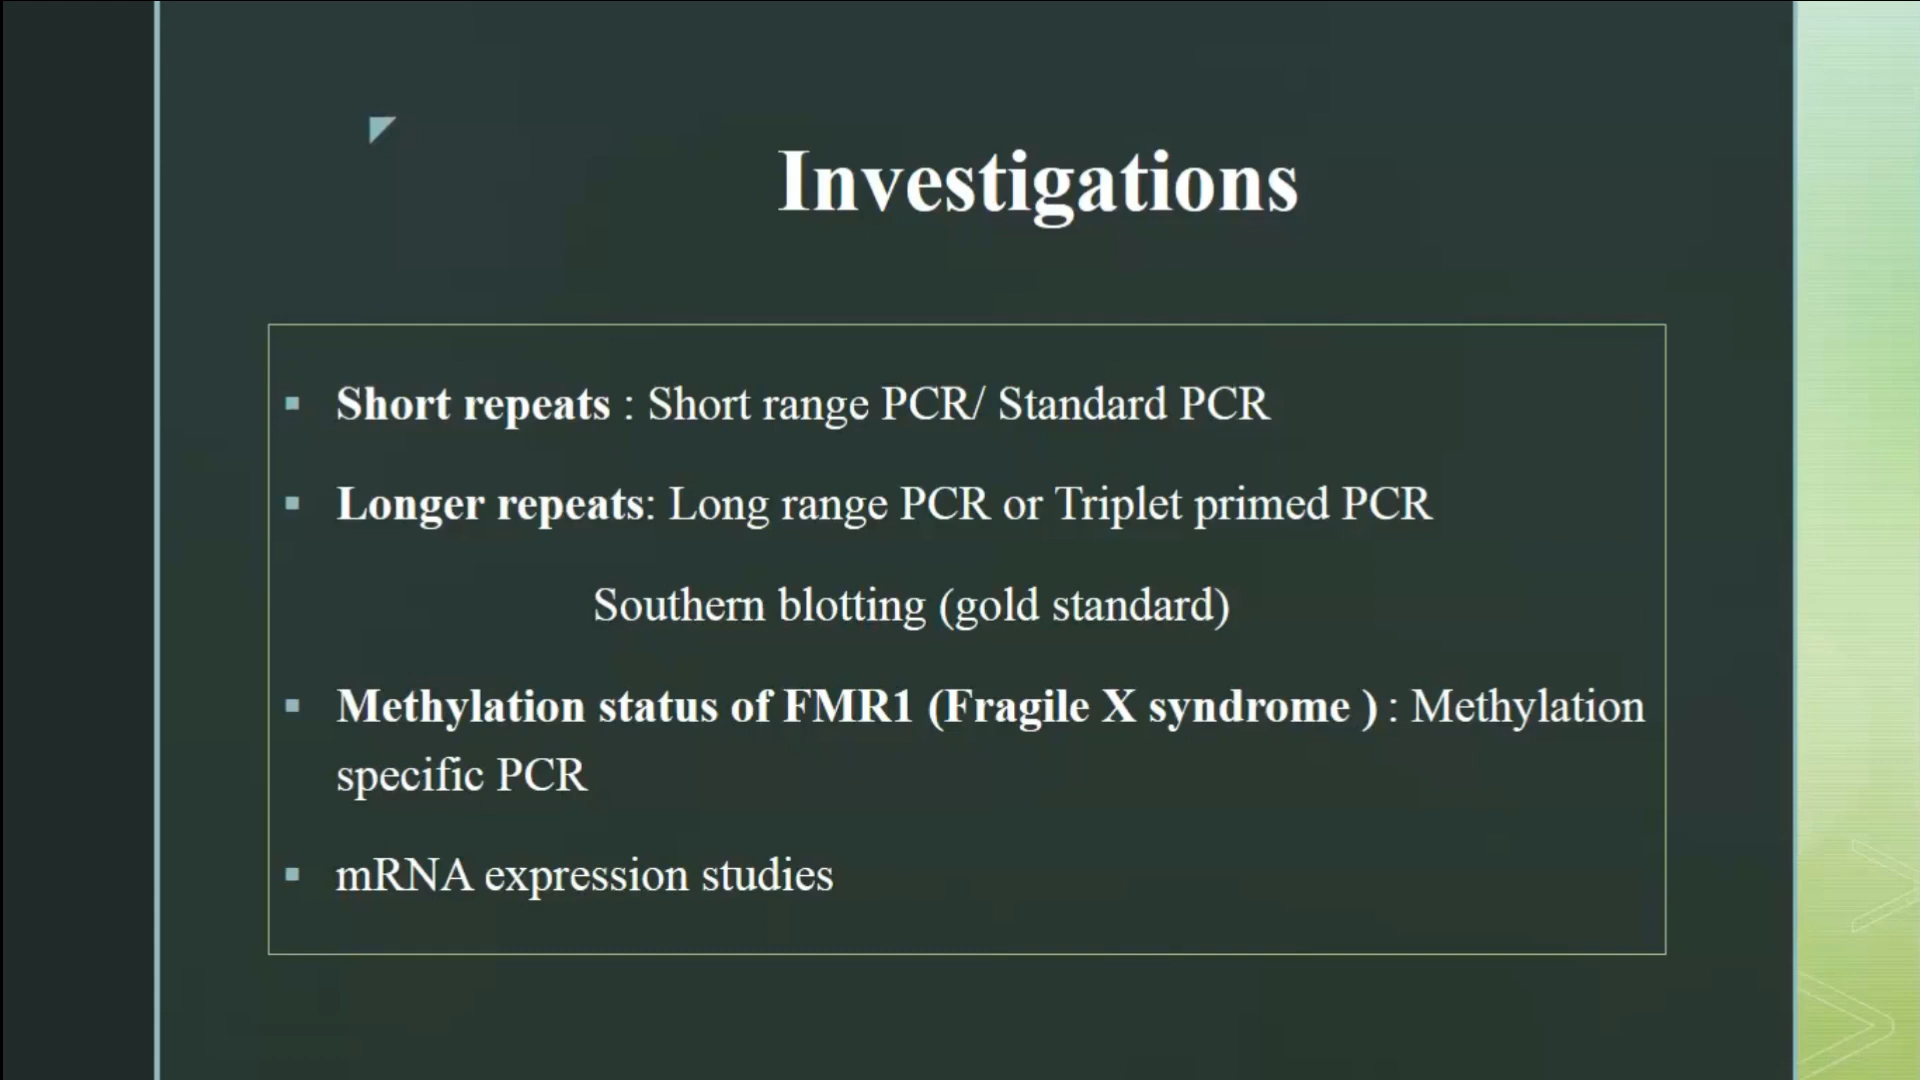 Investigations
▪ Short repeats : Short range PCR/ Standard PCR
▪ Longer repeats: Long range PCR or Triplet primed PCR
Southern blotting (gold standard)
▪ Methylation status of FMR1 (Fragile X syndrome ) : Methylation
specific PCR
▪ mRNA expression studies